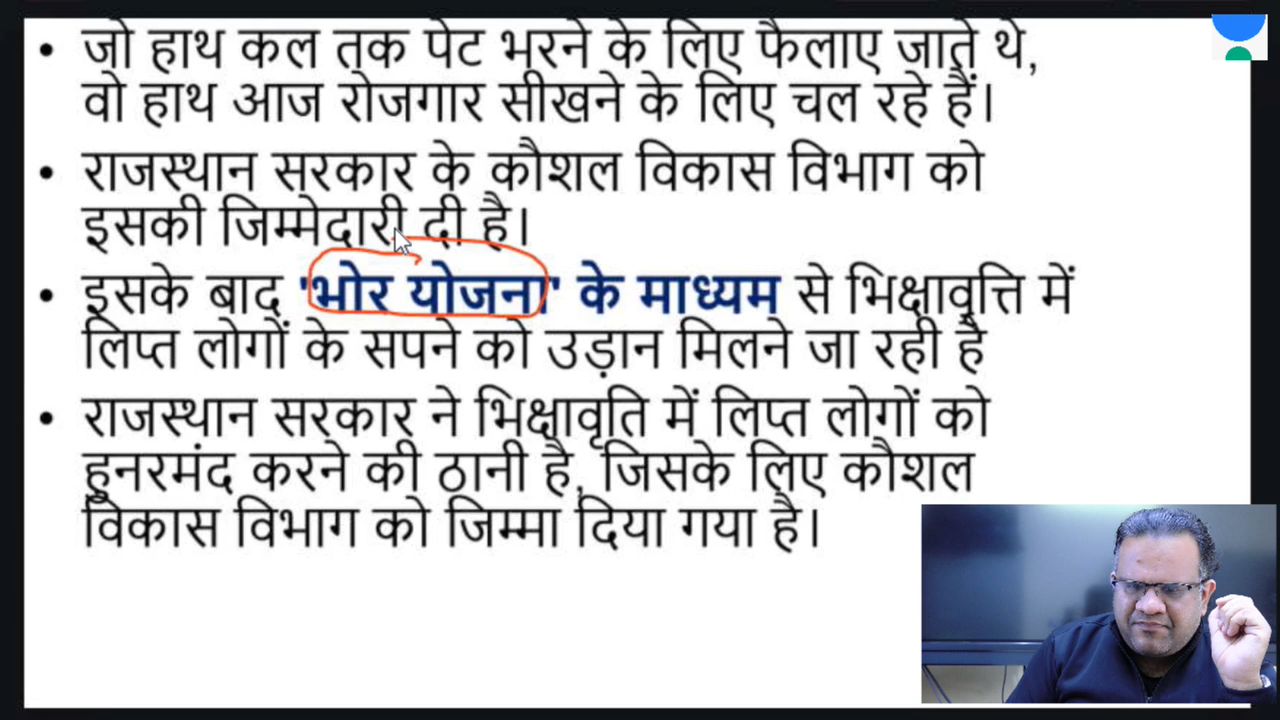 • जो हाथ कल तक पेट भरने के लिए फैलाए जाते थे,
वो हाथ आज रोजगार सीखने के लिए चल रहे हैं।
• राजस्थान सरकार के कौशल विकास विभाग को
इसकी जिम्मेदारी दी है।
• इसके बाद 'भोर योजना' के माध्यम से भिक्षावृत्ति में
लिप्त लोगों के सपने को उड़ान मिलने जा रही है
• राजस्थान सरकार ने भिक्षावृति में लिप्त लोगों को
हुनरमंद करने की ठानी है, जिसके लिए कौशल
विकास विभाग को जिम्मा दिया गया है।